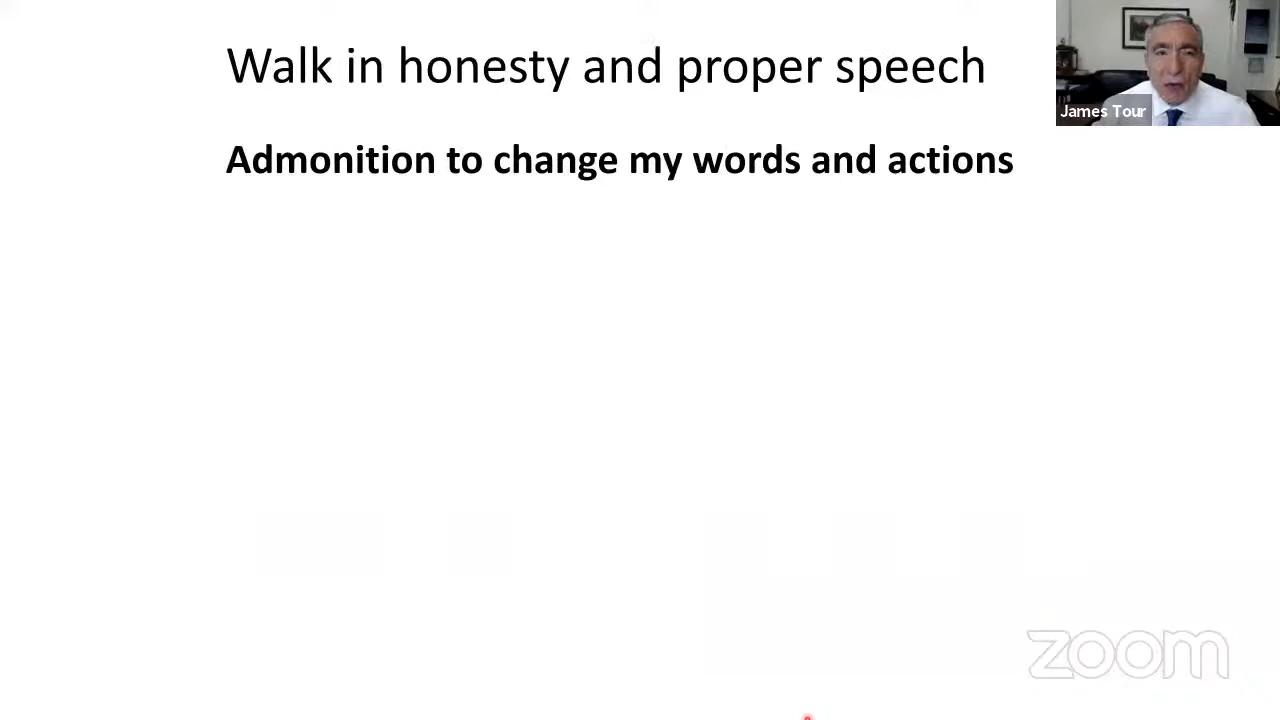 Walk in honesty and proper speech
James Tour
Admonition to change my words and actions
zoom